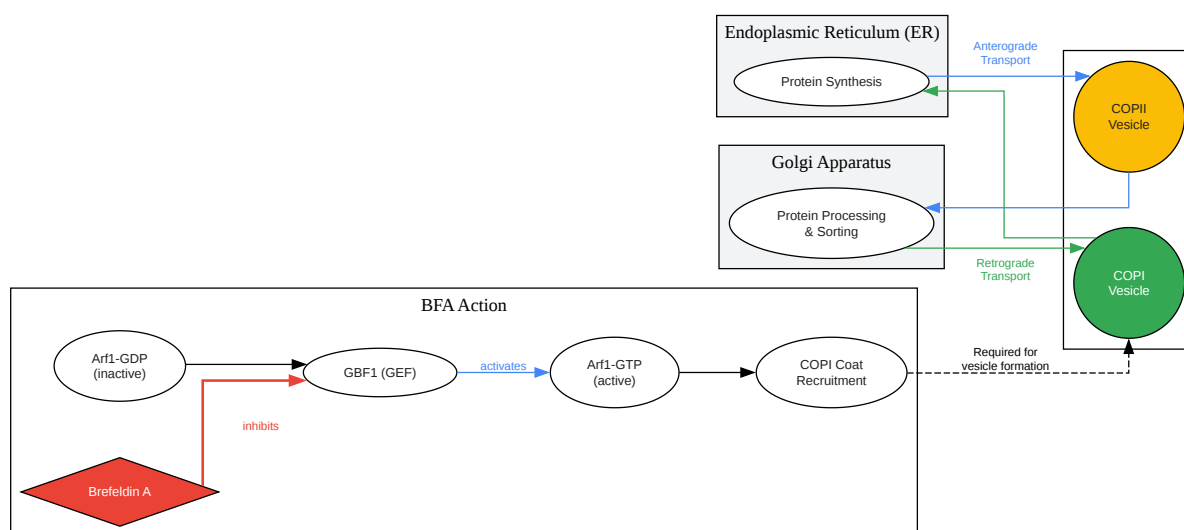 Endoplasmic Reticulum (ER)
Protein Synthesis
Anterograde
Transport
COPII
Vesicle
Golgi Apparatus
Protein Processing
& Sorting
Retrograde
Transport
COPI
Vesicle
BFA Action
Arf1-GDP
(inactive)
GBF1 (GEF)
activates
Arf1-GTP
(active)
COPI Coat
Recruitment
Required for
vesicle formation
inhibits
Brefeldin A